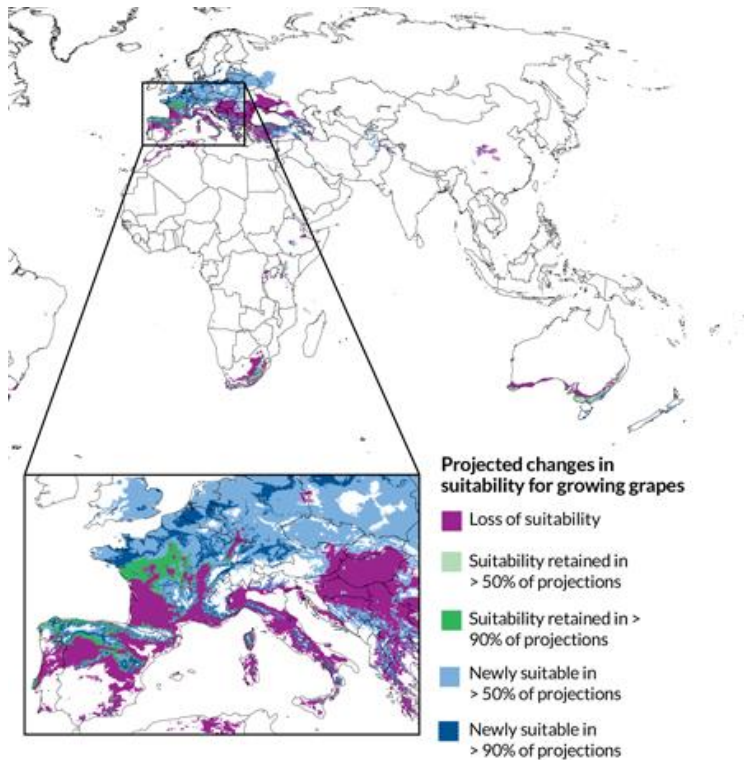 Projected changes in
suitability for growing grapes
Loss of suitability
Suitability retained in
> 50% of projections
Suitability retained in >
90% of projections
Newly suitable in
> 50% of projections
Newly suitable in
> 90% of projections